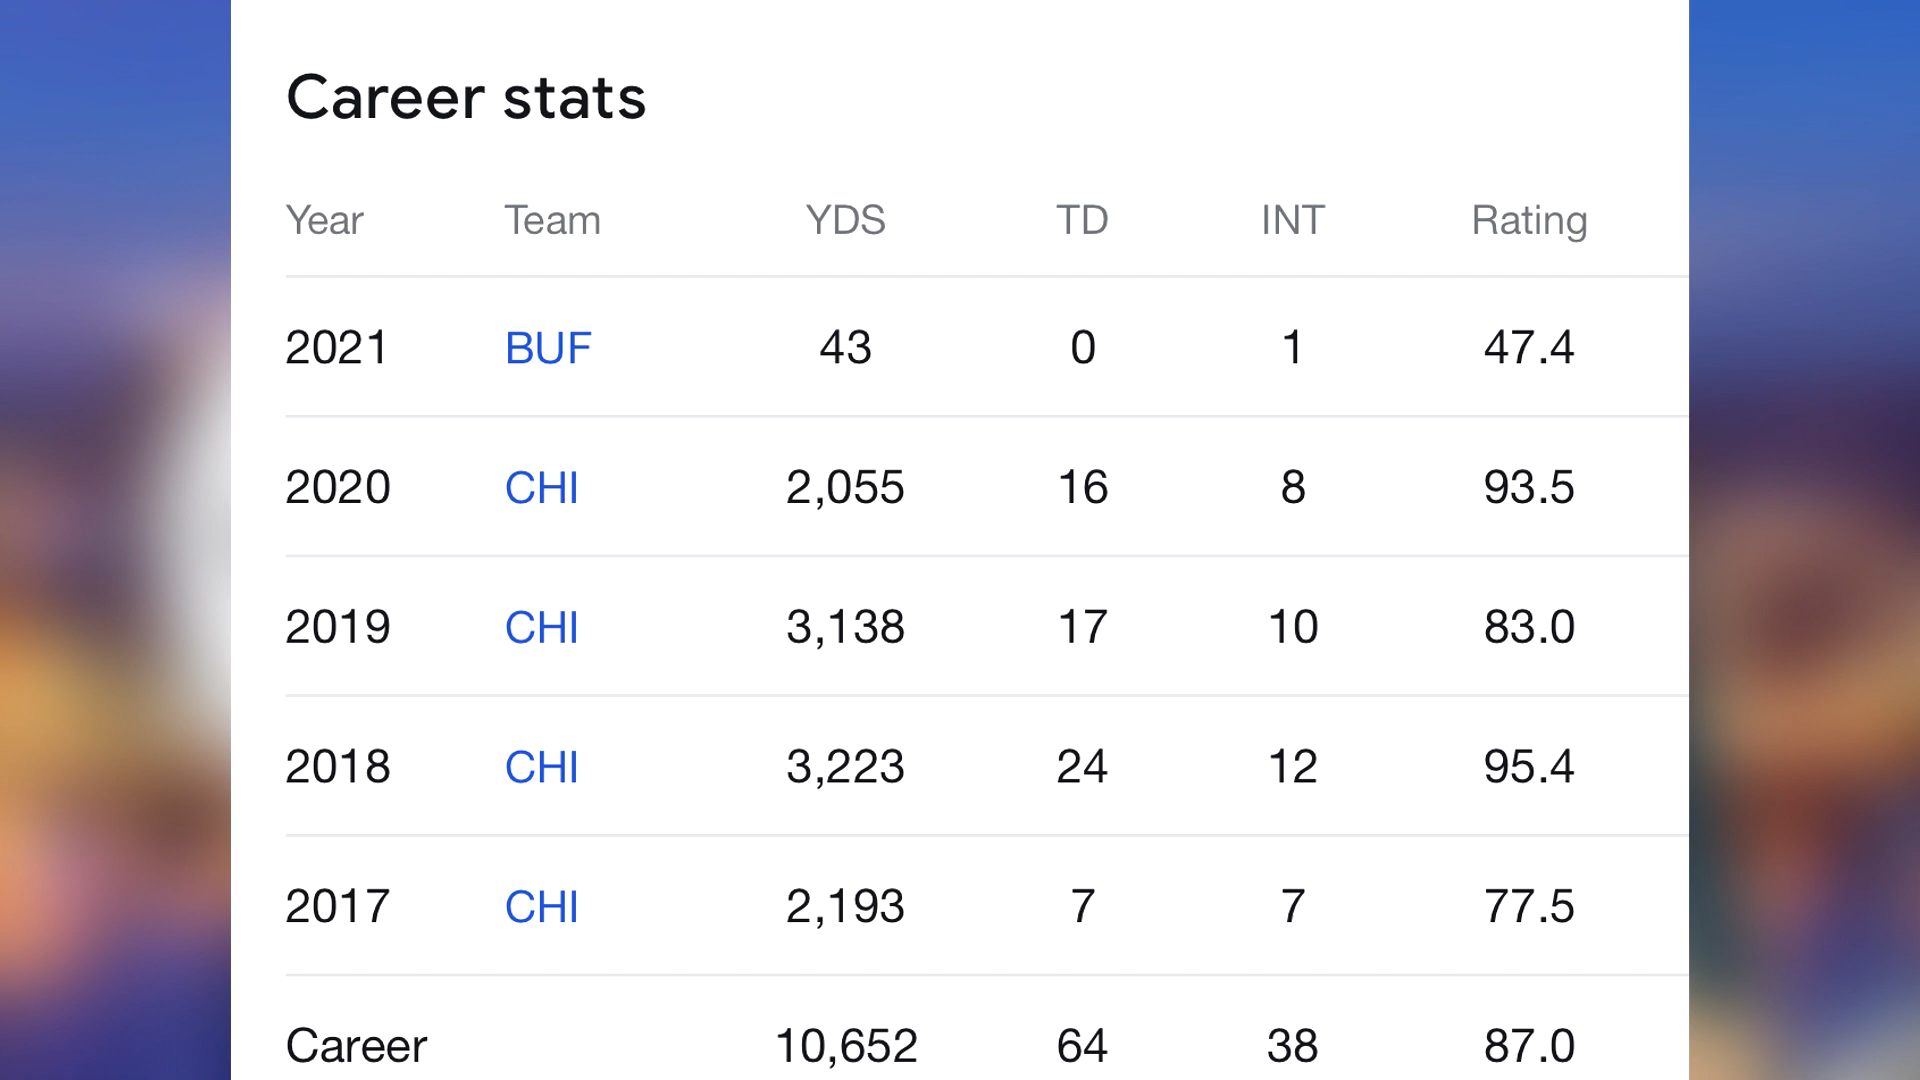 Career stats
Year Team YDS TD INT Rating
2021 BUF 43 0 1 47.4
2020 CHI 2,055 16 8 93.5
2019 CHI 3,138 17 10 83.0
2018 CHI 3,223 24 12 95.4
2017 CHI 2,193 7 7 77.5
Career 10,652 64 38 87.0